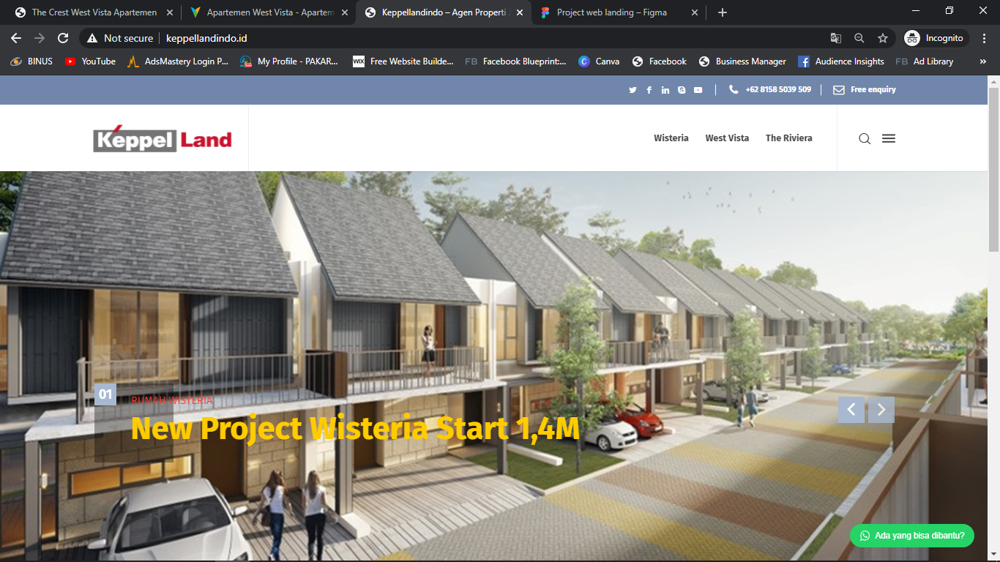 The Crest West Vista Apartemen
Apartemen West Vista - Apartem
Keppellandindo – Agen Properti
Project web landing – Figma
Not secure
keppellandindo.id
Incognito
BINUS
YouTube
AdsMastery Login P...
My Profile - PAKAR...
WiX
Free Website Builde...
FB
Facebook Blueprint:...
C
Canva
Facebook
Business Manager
f
Audience Insights
FB
Ad Library
»
+62 8158 5039 509
Free enquiry
Keppel Land
Wisteria
West Vista
The Riviera
01
RUMAH WISTERIA
New Project Wisteria Start 1,4M
Ada yang bisa dibantu?